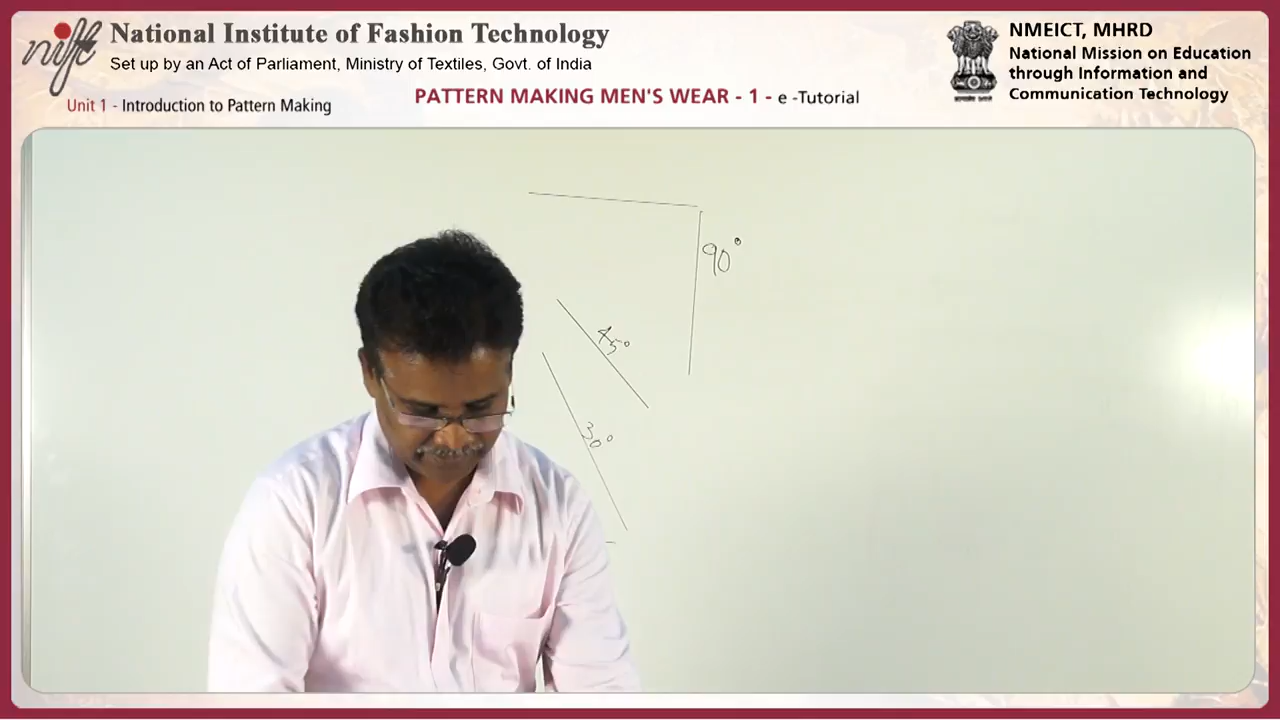 nift
National Institute of Fashion Technology
Set up by an Act of Parliament, Ministry of Textiles, Govt. of India
Unit 1 - Introduction to Pattern Making
PATTERN MAKING MEN'S WEAR - 1 - e -Tutorial
NMEICT, MHRD
National Mission on Education
through Information and
Communication Technology
90°
45°
30°